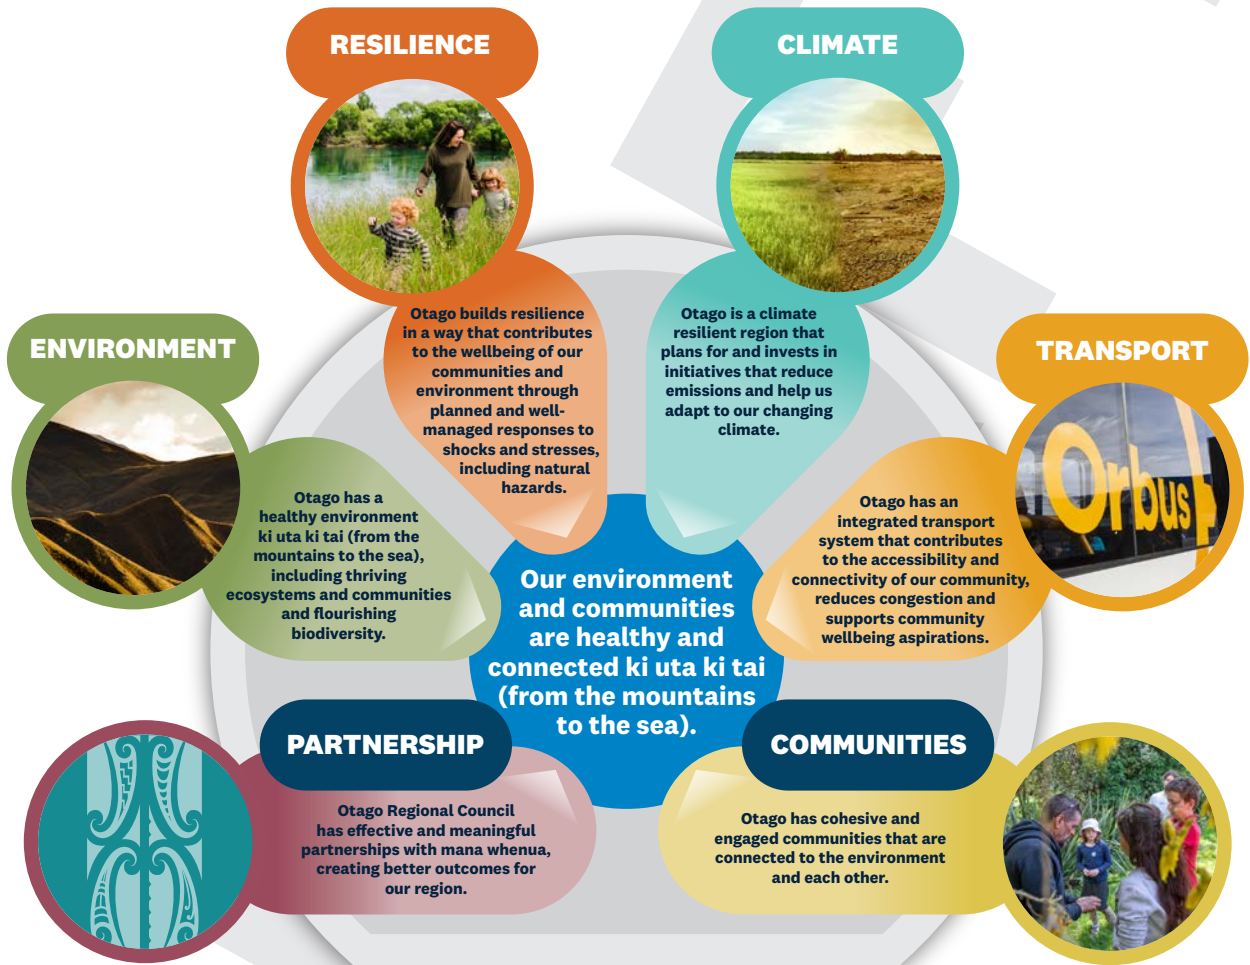 RESILIENCE
Otago builds resilience
in a way that contributes
to the wellbeing of our
communities and
environment through
planned and well-
managed responses to
shocks and stresses,
including natural
hazards.
CLIMATE
Otago is a climate
resilient region that
plans for and invests in
initiatives that reduce
emissions and help us
adapt to our changing
climate.
ENVIRONMENT
Otago has a
healthy environment
ki uta ki tai (from the
mountains to the sea),
including thriving
ecosystems and communities
and flourishing
biodiversity.
TRANSPORT
Orbus
Otago has an
integrated transport
system that contributes
to the accessibility and
connectivity of our community,
reduces congestion and
supports community
wellbeing aspirations.
Our environment
and communities
are healthy and
connected ki uta ki tai
(from the mountains
to the sea).
PARTNERSHIP
Otago Regional Council
has effective and meaningful
partnerships with mana whenua,
creating better outcomes for
our region.
COMMUNITIES
Otago has cohesive and
engaged communities that are
connected to the environment
and each other.